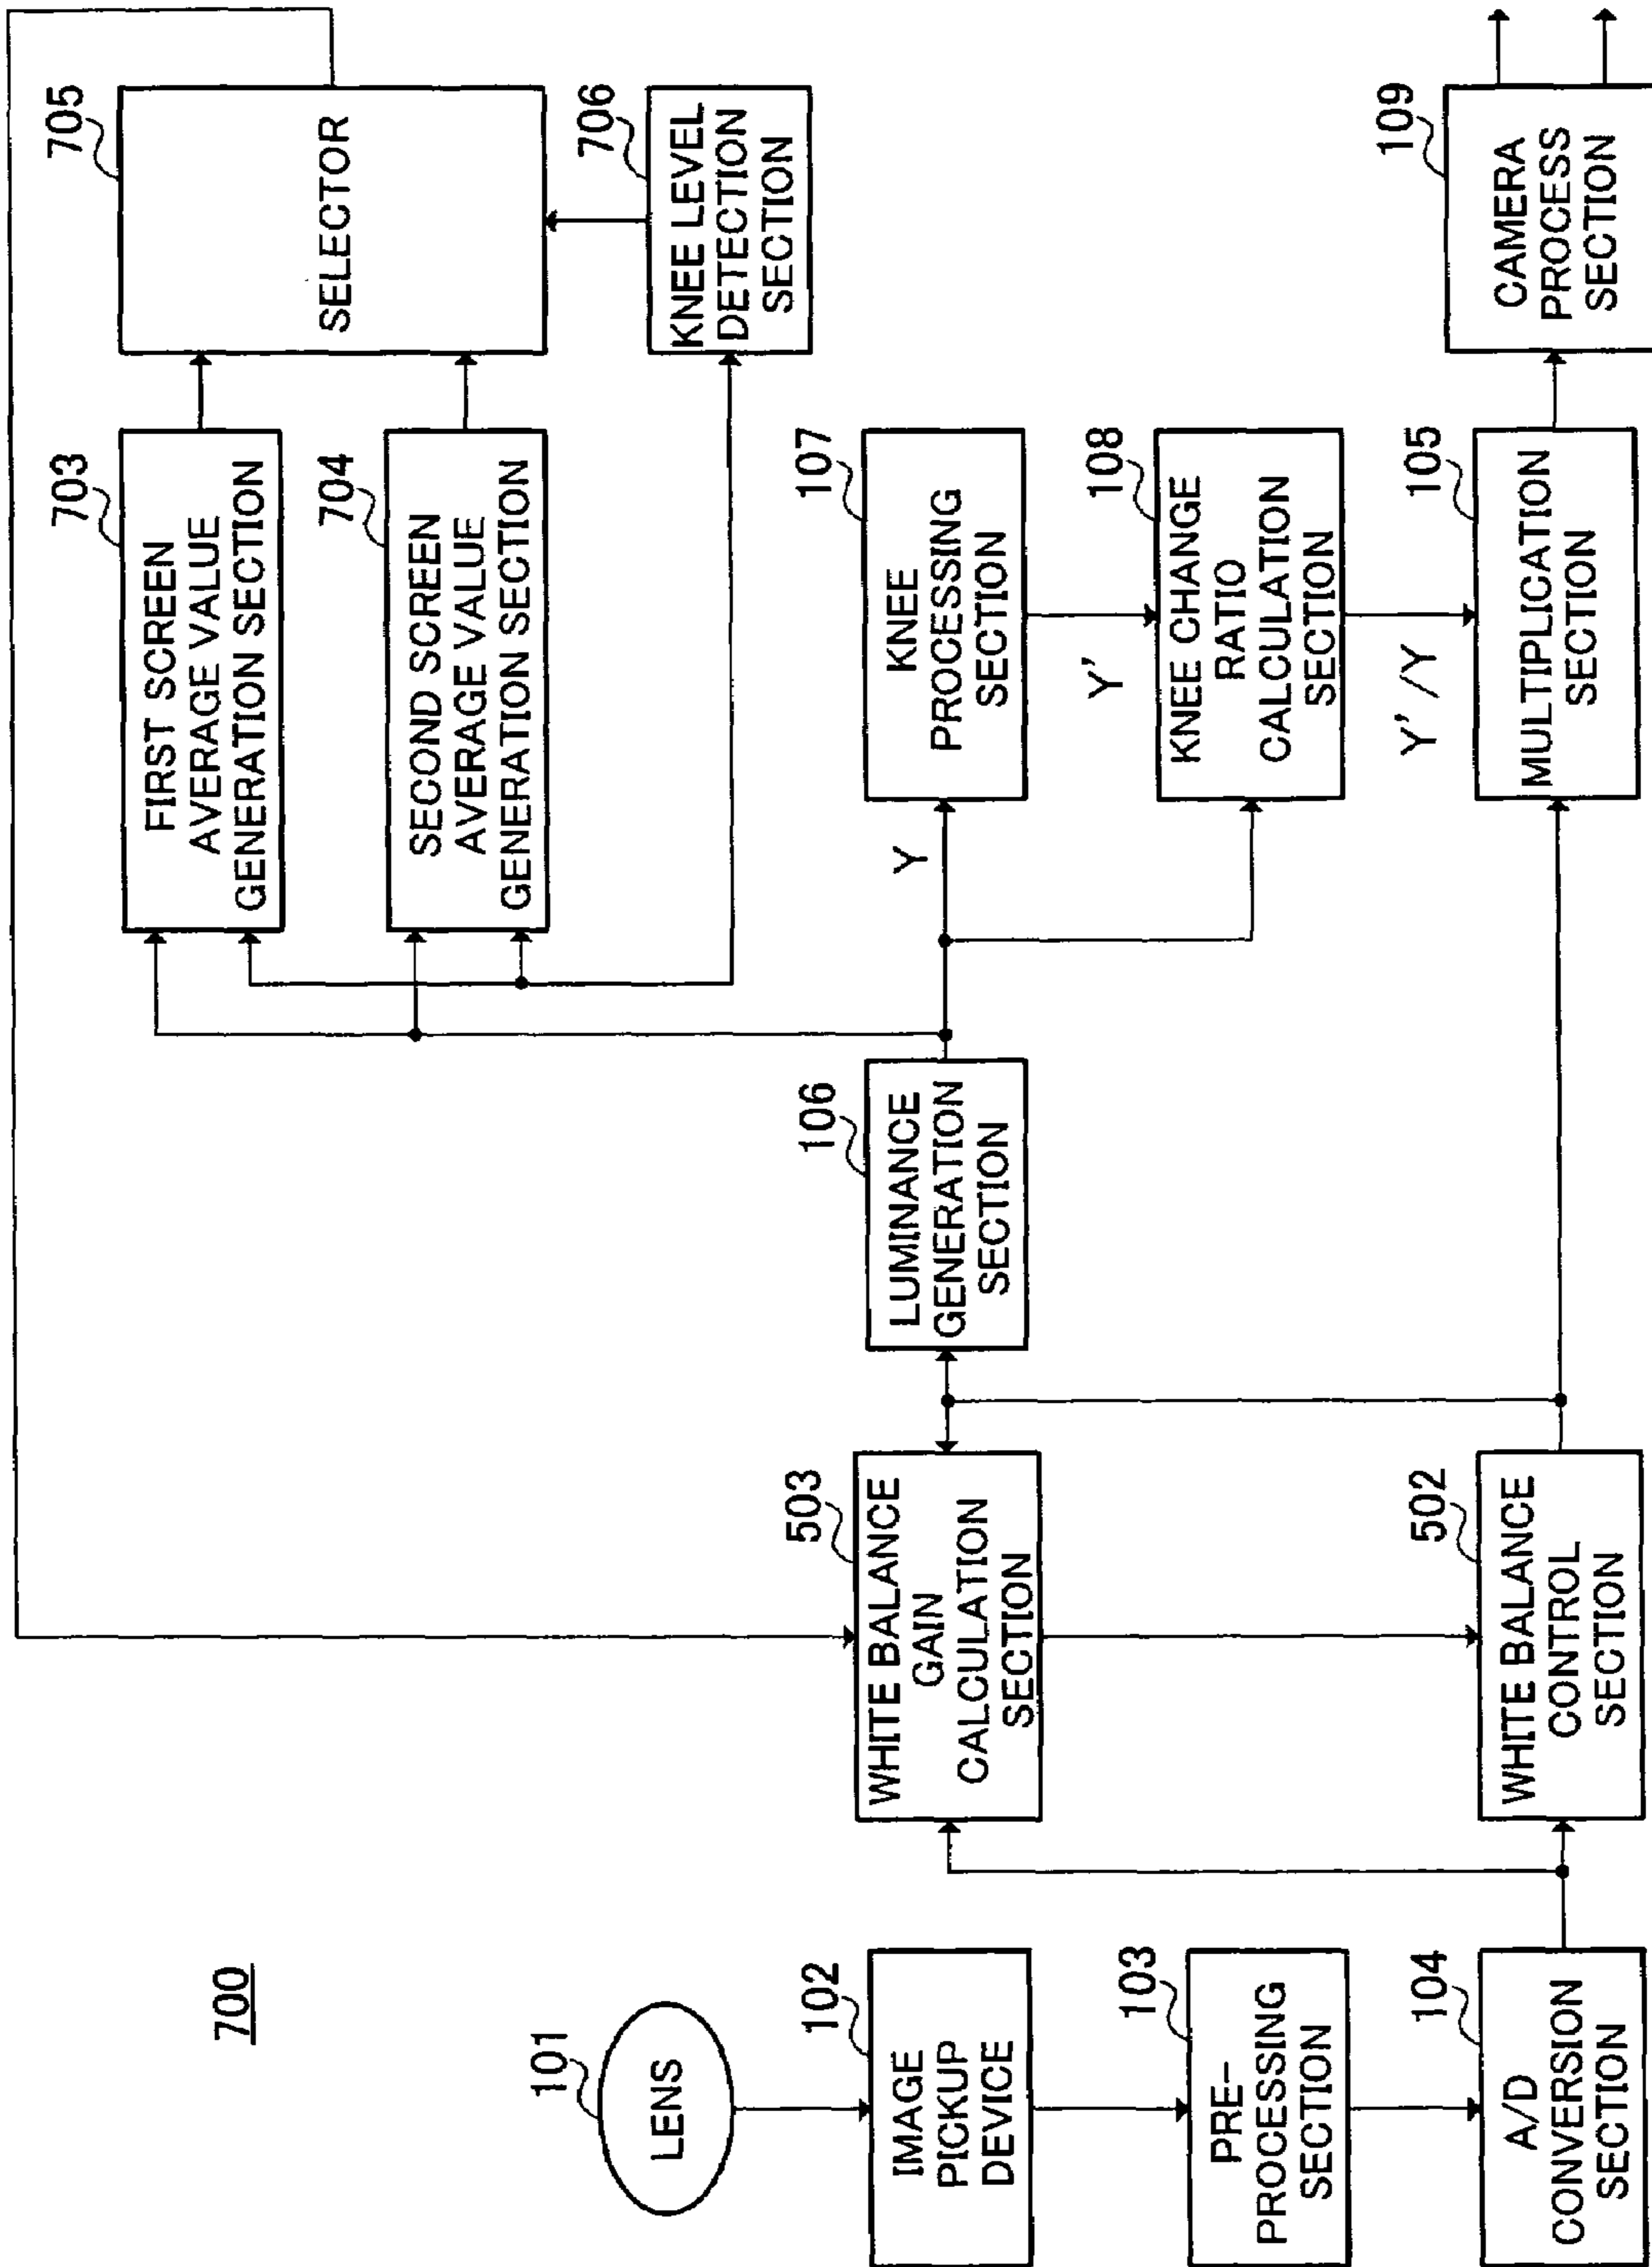 700
101
LENS
102
IMAGE
PICKUP
DEVICE
103
PRE-
PROCESSING
SECTION
104
A/D
CONVERSION
SECTION
503
WHITE BALANCE
GAIN
CALCULATION
SECTION
502
WHITE BALANCE
CONTROL
SECTION
106
LUMINANCE
GENERATION
SECTION
703
FIRST SCREEN
AVERAGE VALUE
GENERATION SECTION
704
SECOND SCREEN
AVERAGE VALUE
GENERATION SECTION
705
SELECTOR
706
KNEE LEVEL
DETECTION
SECTION
Y
107
KNEE
PROCESSING
SECTION
Y'
108
KNEE CHANGE
RATIO
CALCULATION
SECTION
Y' /Y
105
MULTIPLICATION
SECTION
109
CAMERA
PROCESS
SECTION